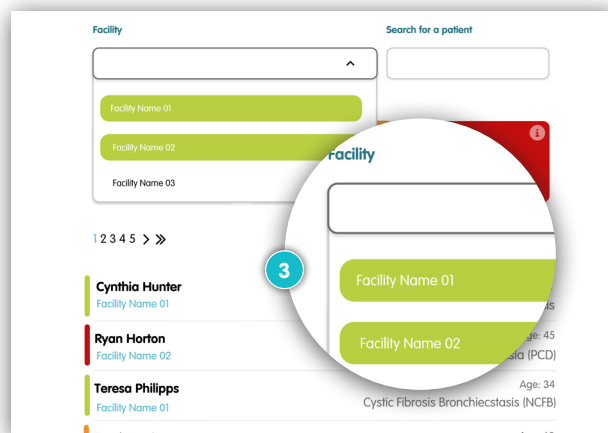 Facility
Search for a patient
Facility Name 01
Facility Name 02
Facility Name 03
i
Facility
3
Facility Name 01
Facility Name 02
1 2 3 4 5
Cynthia Hunter
Facility Name 01
Ryan Horton
Age: 45
Facility Name 02
(PCD)
Teresa Philipps
Age: 34
Facility Name 01
Cystic Fibrosis Bronchiecstasis (NCFB)